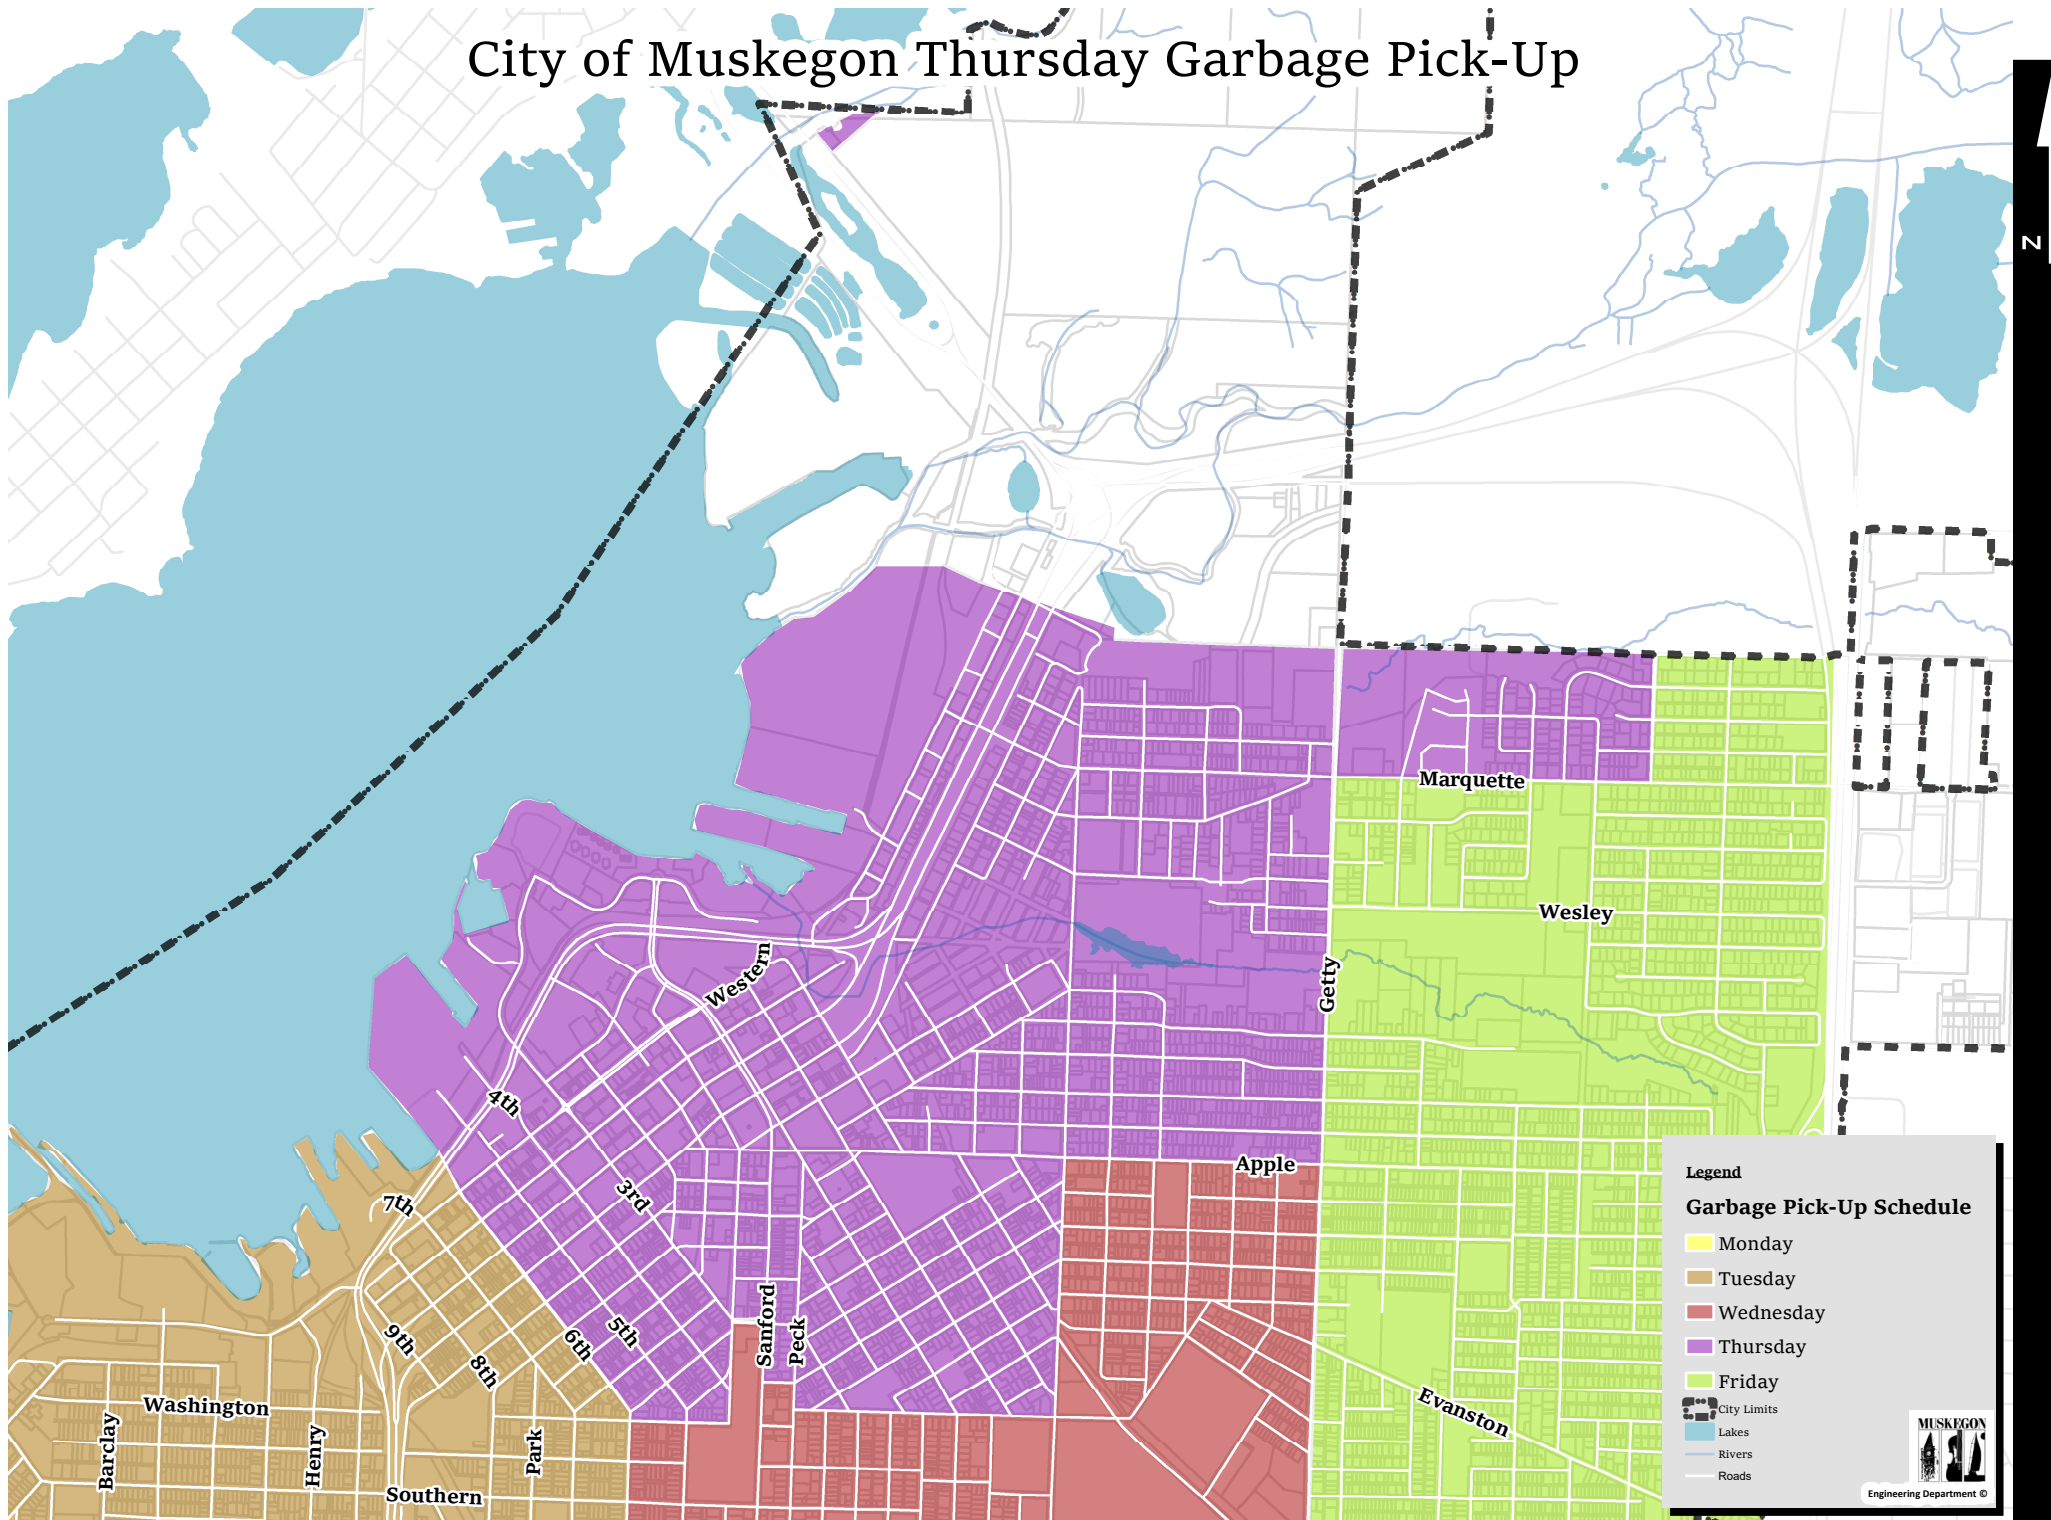 City of Muskegon Thursday Garbage Pick-Up
Z
Marquette
Wesley
Western
Getty
4th
Apple
7th
3rd
Sanford
Peck
5th
6th
9th
8th
Washington
Barclay
Henry
Park
Southern
Evanston
Legend
Garbage Pick-Up Schedule
Monday
Tuesday
Wednesday
Thursday
Friday
City Limits
Lakes
Rivers
Roads
MUSKEGON
Engineering Department ©